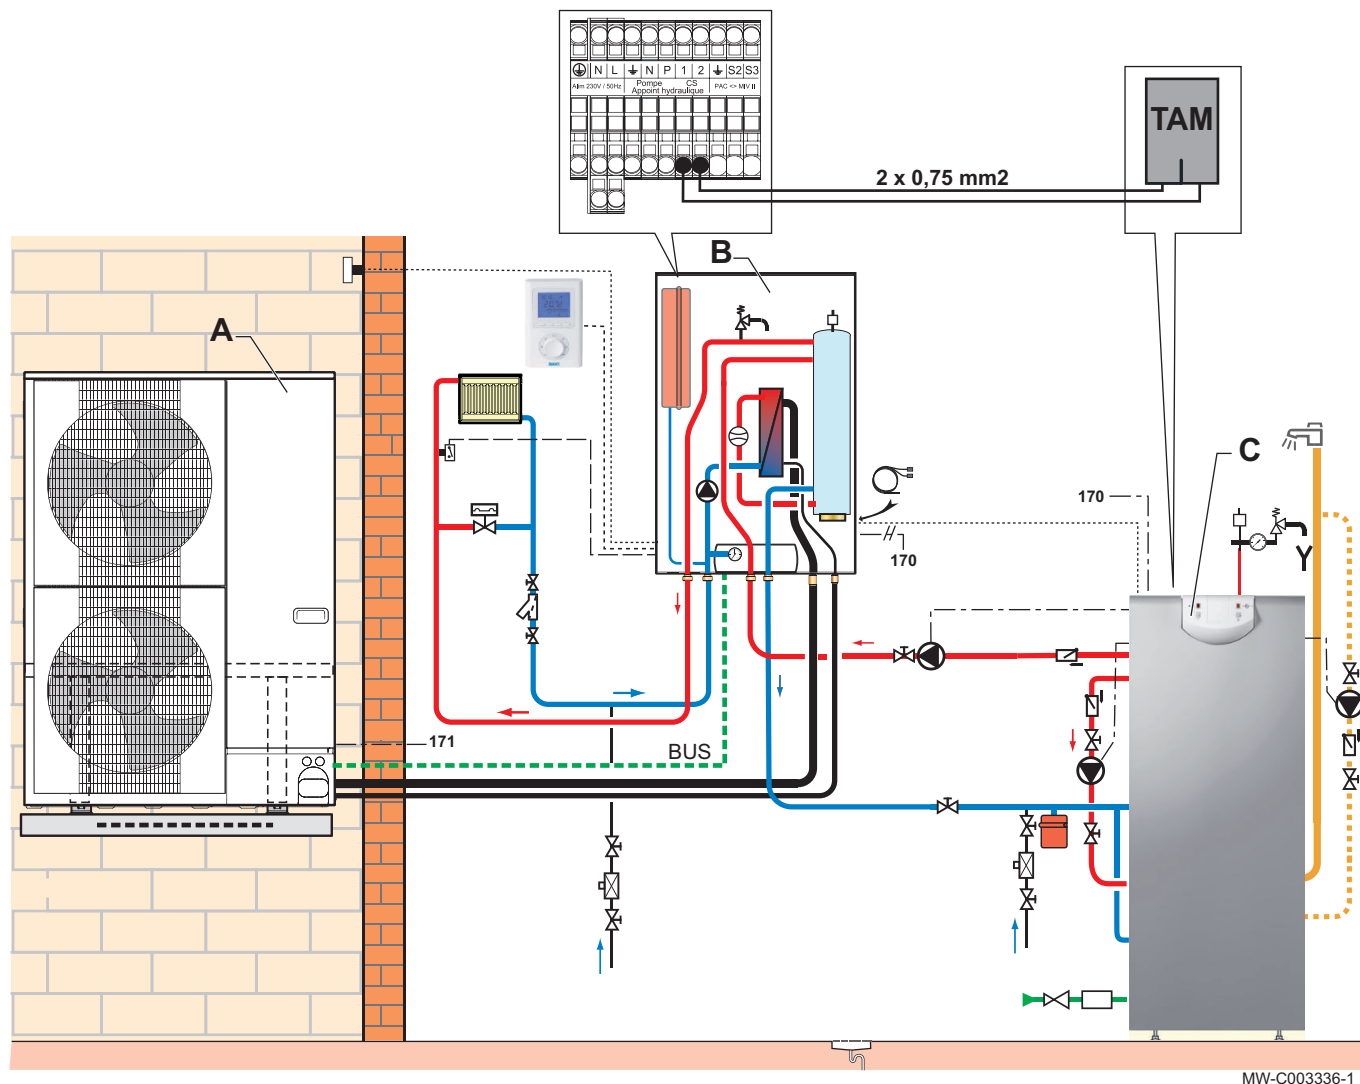 N L N P 1 2 S2 S3
Pompe CS
Alim 230V / 50Hz Appoint hydraulique PAC <> MIV II
TAM
2 x 0,75 mm2
B
A
C
170
170
171
BUS
MW-C003336-1